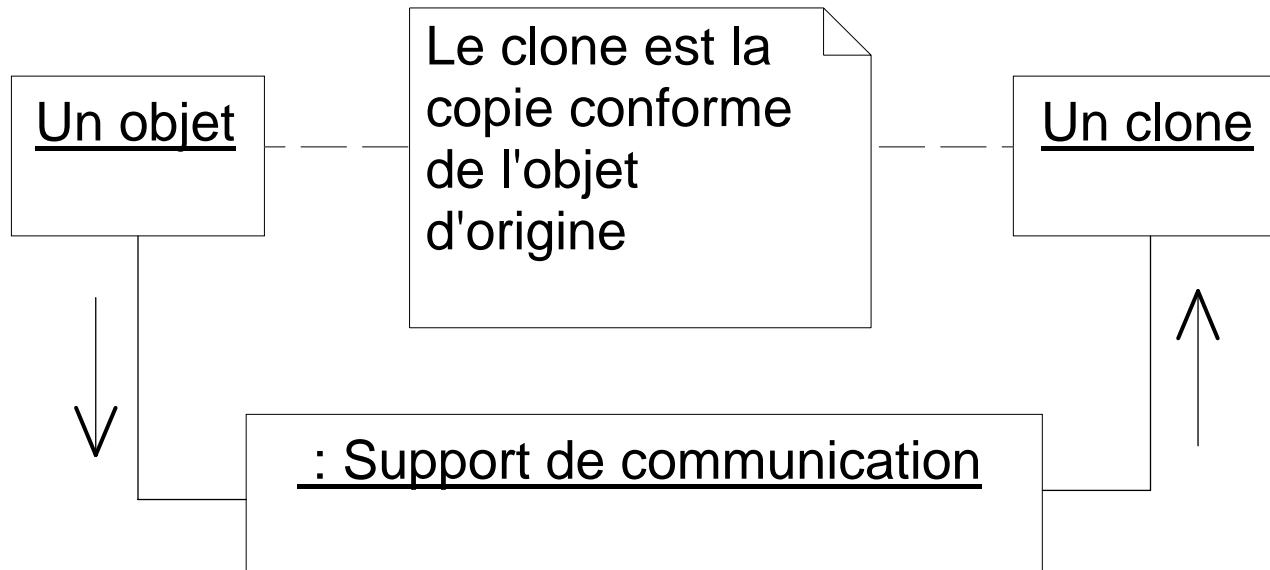 Un objet
Le clone est la
copie conforme
de l'objet
d'origine
Un clone
: Support de communication